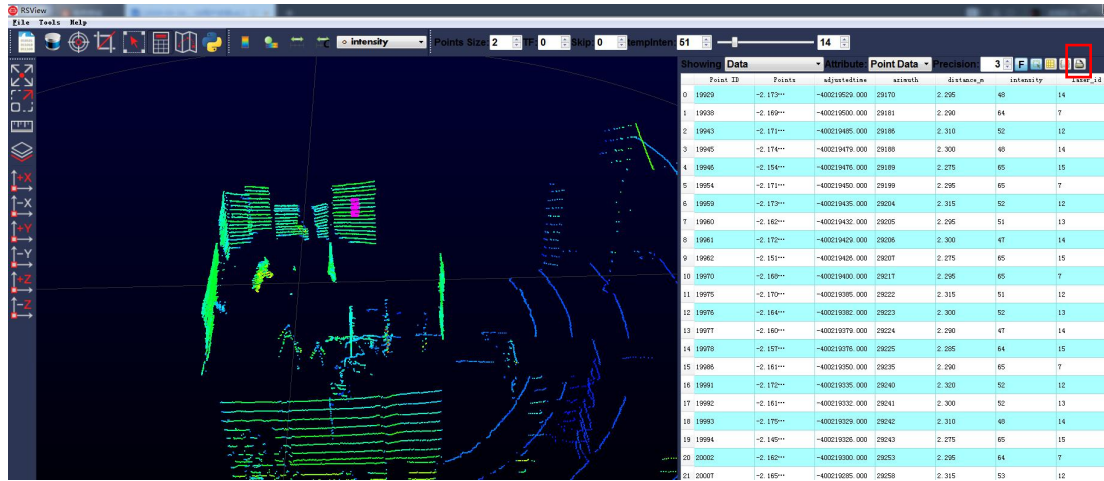 RSView
File Tools Help
intensity Points Size: 2 TF: 0 Skip: 0 tempInten: 51 14
Showing Data Attribute: Point Data Precision: 3 F
Point ID Points adjustedtime azimuth distance_m intensity laser_id
0 19929 -2.173··· -400219529.000 29170 2.295 48 14
1 19938 -2.169··· -400219500.000 29181 2.290 64 7
2 19943 -2.171··· -400219485.000 29186 2.310 52 12
3 19945 -2.174··· -400219479.000 29188 2.300 48 14
4 19946 -2.154··· -400219476.000 29189 2.275 65 15
5 19954 -2.171··· -400219450.000 29199 2.295 65 7
6 19959 -2.173··· -400219435.000 29204 2.315 52 12
7 19960 -2.162··· -400219432.000 29205 2.295 51 13
8 19961 -2.172··· -400219429.000 29206 2.300 47 14
9 19962 -2.151··· -400219426.000 29207 2.275 65 15
10 19970 -2.168··· -400219400.000 29217 2.295 65 7
11 19975 -2.170··· -400219385.000 29222 2.315 51 12
12 19976 -2.164··· -400219382.000 29223 2.300 52 13
13 19977 -2.160··· -400219379.000 29224 2.290 47 14
14 19978 -2.157··· -400219376.000 29225 2.285 64 15
15 19986 -2.161··· -400219350.000 29235 2.290 65 7
16 19991 -2.172··· -400219335.000 29240 2.320 52 12
17 19992 -2.161··· -400219332.000 29241 2.300 52 13
18 19993 -2.175··· -400219329.000 29242 2.310 48 14
19 19994 -2.145··· -400219326.000 29243 2.275 65 15
20 20002 -2.162··· -400219300.000 29253 2.295 64 7
21 20007 -2.165··· -400219285.000 29258 2.315 53 12
+X
-X
+Y
-Y
+Z
-Z